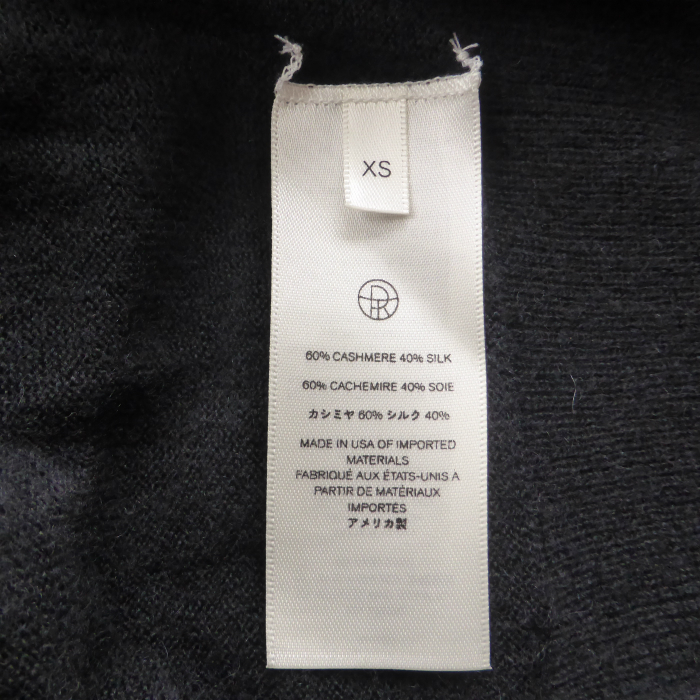 XS
60% CASHMERE 40% SILK
60% CACHEMIRE 40% SOIE
カシミヤ 60% シルク 40%
MADE IN USA OF IMPORTED
MATERIALS
FABRIQUÉ AUX ÉTATS-UNIS A
PARTIR DE MATÉRIAUX
IMPORTÉS
アメリカ製